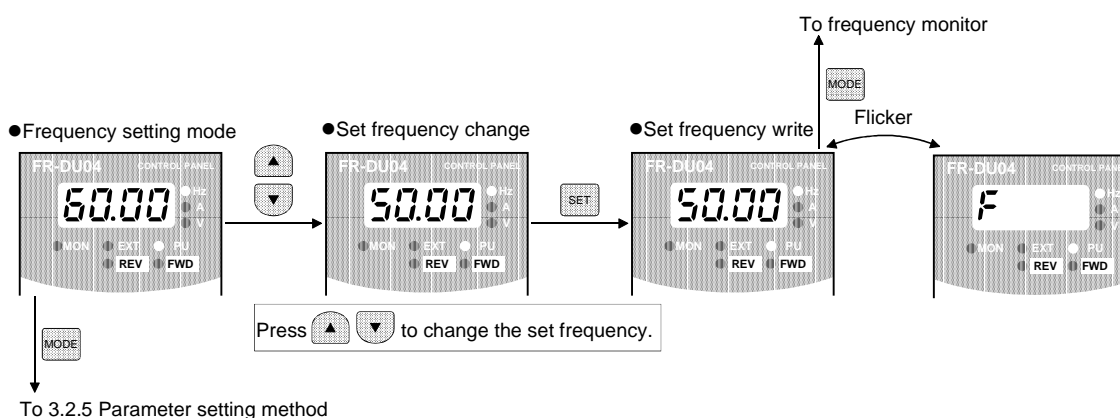 To frequency monitor
MODE
Flicker
●Frequency setting mode
●Set frequency change
●Set frequency write
FR-DU04 CONTROL PANEL
60.00
Hz
A
V
MON EXT PU
REV FWD
FR-DU04 CONTROL PANEL
50.00
Hz
A
V
MON EXT PU
REV FWD
SET
FR-DU04 CONTROL PANEL
50.00
Hz
A
V
MON EXT PU
REV FWD
FR-DU04 CONTROL PAN
F
MON EXT PU
REV FWD
Press ▲ ▼ to change the set frequency.
MODE
To 3.2.5 Parameter setting method